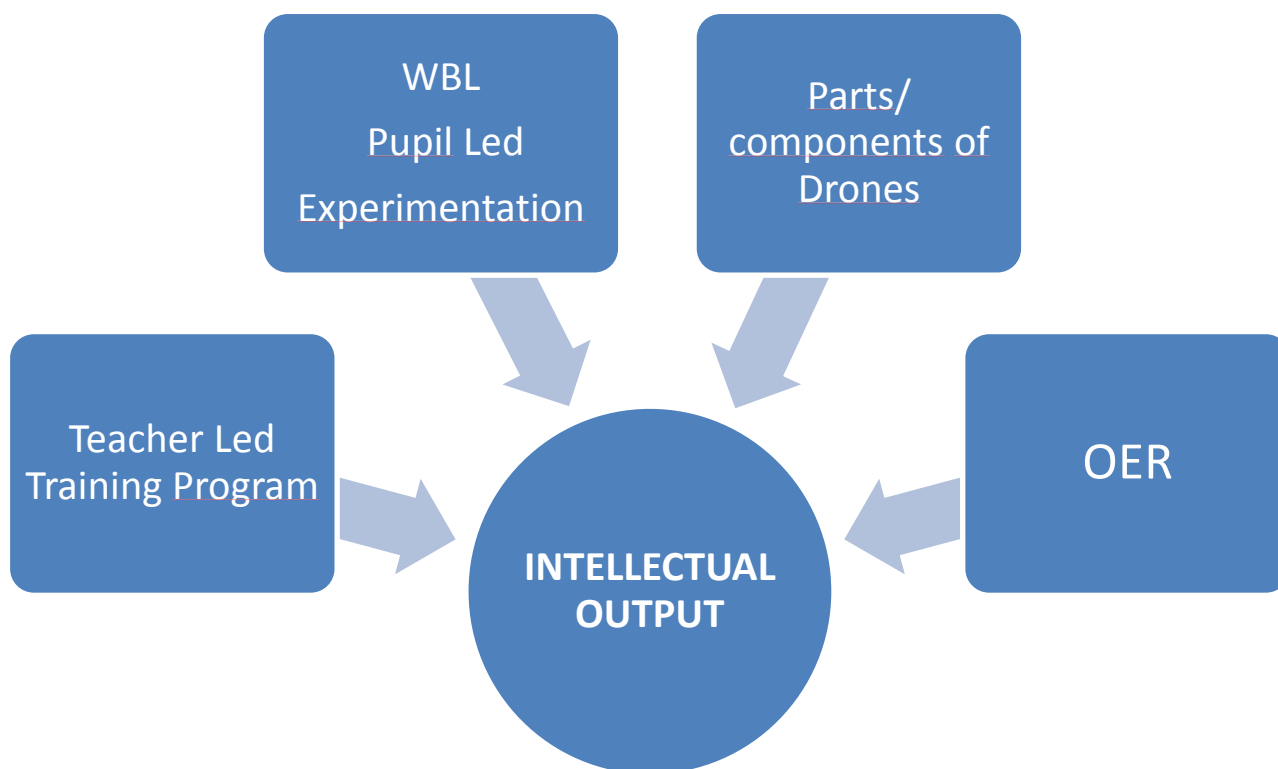 WBL
Pupil Led
Experimentation
Parts/
components of
Drones
Teacher Led
Training Program
OER
INTELLECTUAL
OUTPUT